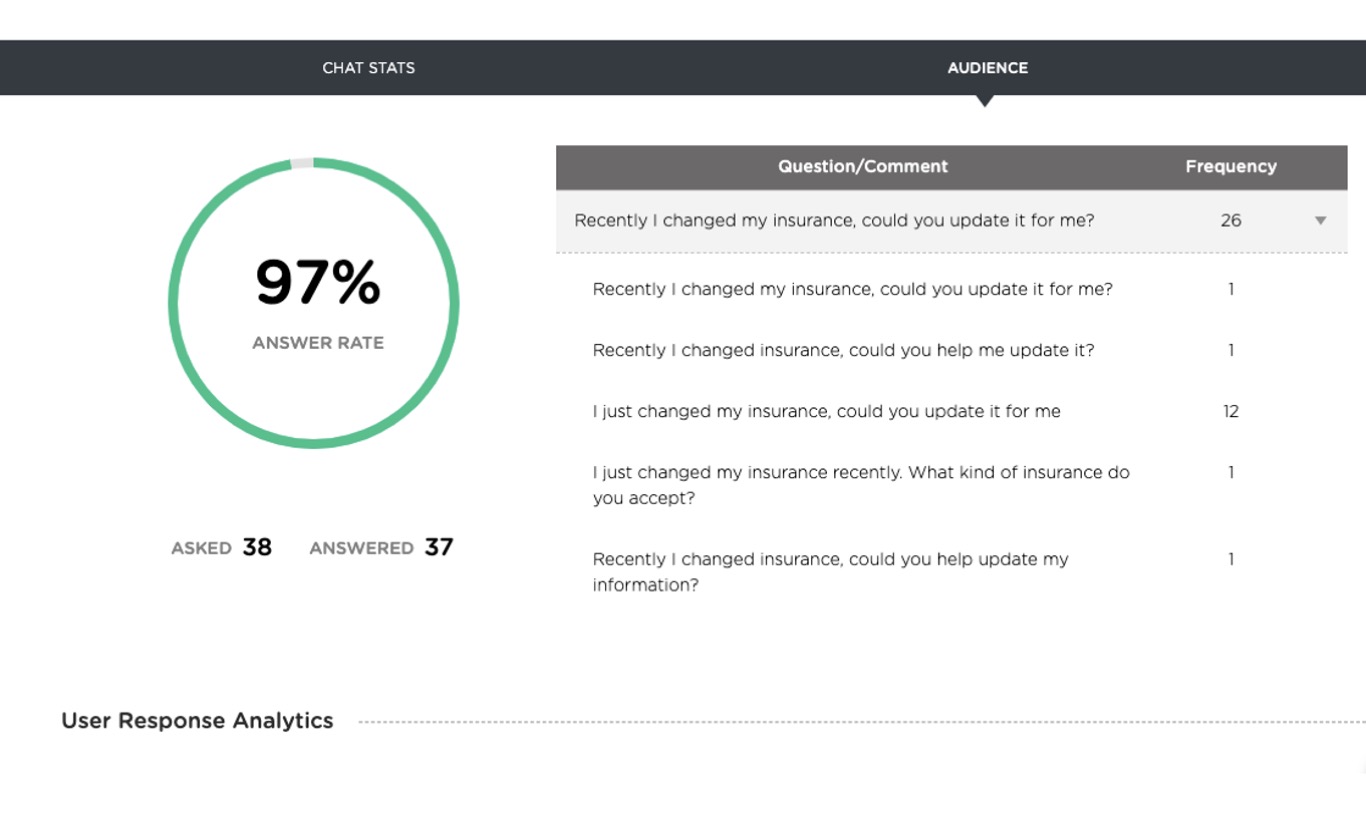 CHAT STATS
AUDIENCE
97%
ANSWER RATE
ASKED 38 ANSWERED 37
Question/Comment Frequency
Recently I changed my insurance, could you update it for me? 26
Recently I changed my insurance, could you update it for me? 1
Recently I changed insurance, could you help me update it? 1
I just changed my insurance, could you update it for me 12
I just changed my insurance recently. What kind of insurance do 1
you accept?
Recently I changed insurance, could you help update my 1
information?
User Response Analytics